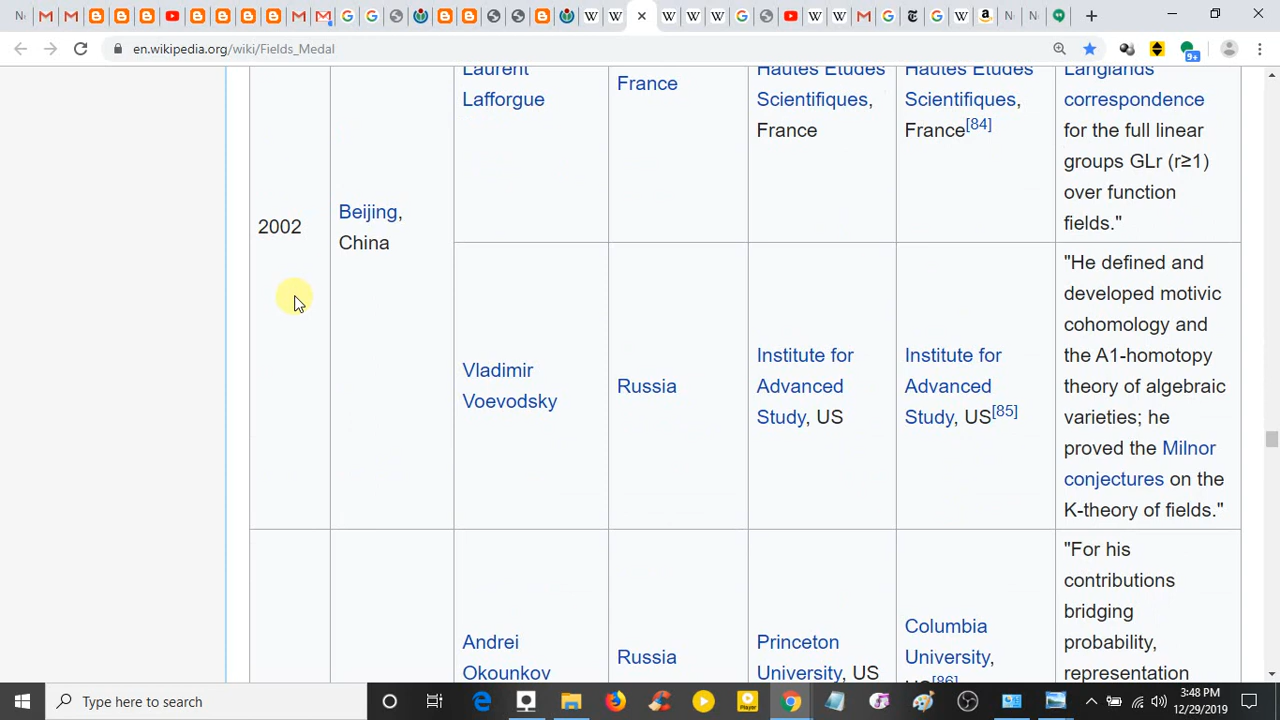 en.wikipedia.org/wiki/Fields_Medal
9+
Laurent
Lafforgue
France
Hautes Études
Scientifiques,
France
Hautes Études
Scientifiques,
France[84]
Langlands
correspondence
for the full linear
groups GLr (r≥1)
over function
fields."
2002
Beijing,
China
Vladimir
Voevodsky
Russia
Institute for
Advanced
Study, US
Institute for
Advanced
Study, US[85]
"He defined and
developed motivic
cohomology and
the A1-homotopy
theory of algebraic
varieties; he
proved the Milnor
conjectures on the
K-theory of fields."
Andrei
Okounkov
Russia
Princeton
University, US
Columbia
University,
US[86]
"For his
contributions
bridging
probability,
representation
Type here to search
3:48 PM
12/29/2019